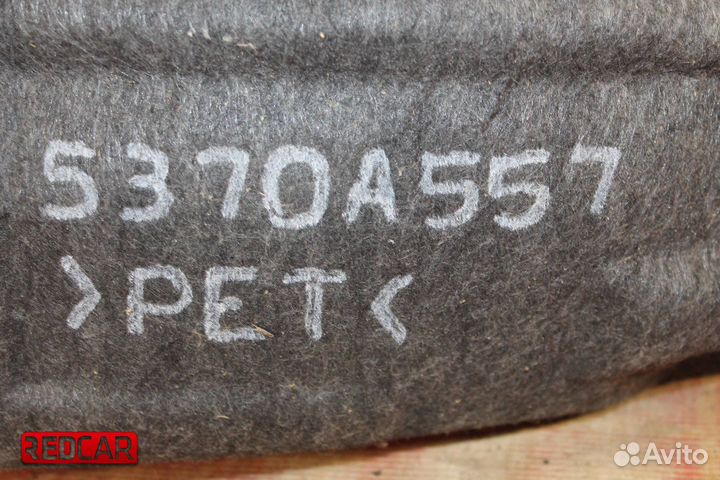 5370A557
>PET<
REDCAR
Avito